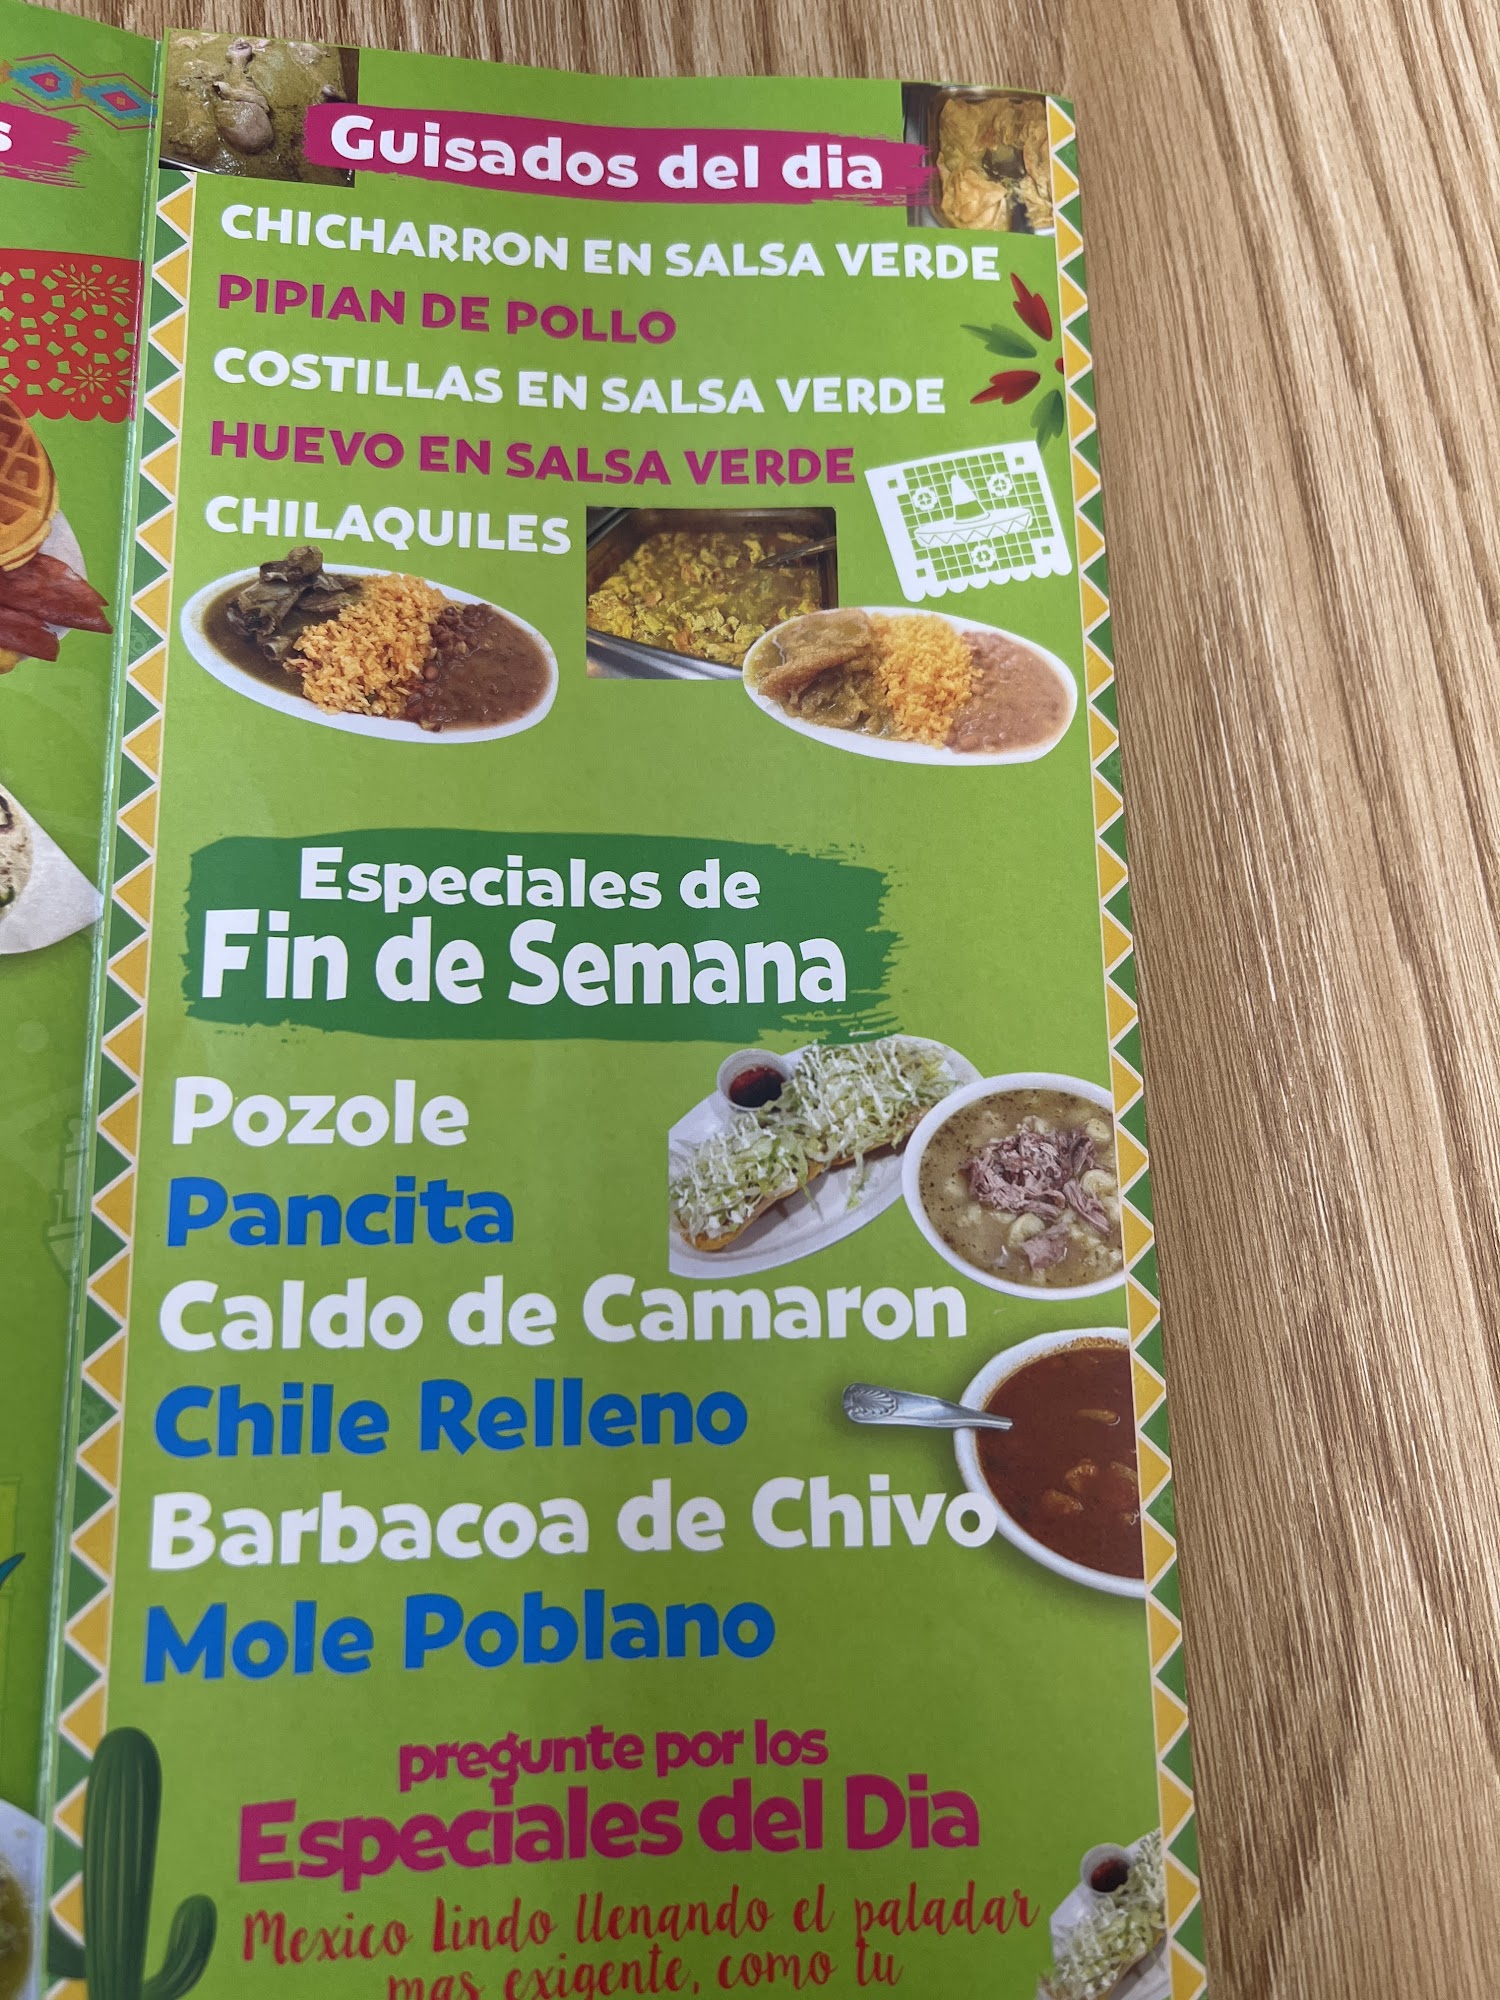 s
Guisados del dia
CHICHARRON EN SALSA VERDE
PIPIAN DE POLLO
COSTILLAS EN SALSA VERDE
HUEVO EN SALSA VERDE
CHILAQUILES
Especiales de
Fin de Semana
Pozole
Pancita
Caldo de Camaron
Chile Relleno
Barbacoa de Chivo
Mole Poblano
pregunte por los
Especiales del Dia
Mexico lindo llenando el paladar
mas exigente, como tu